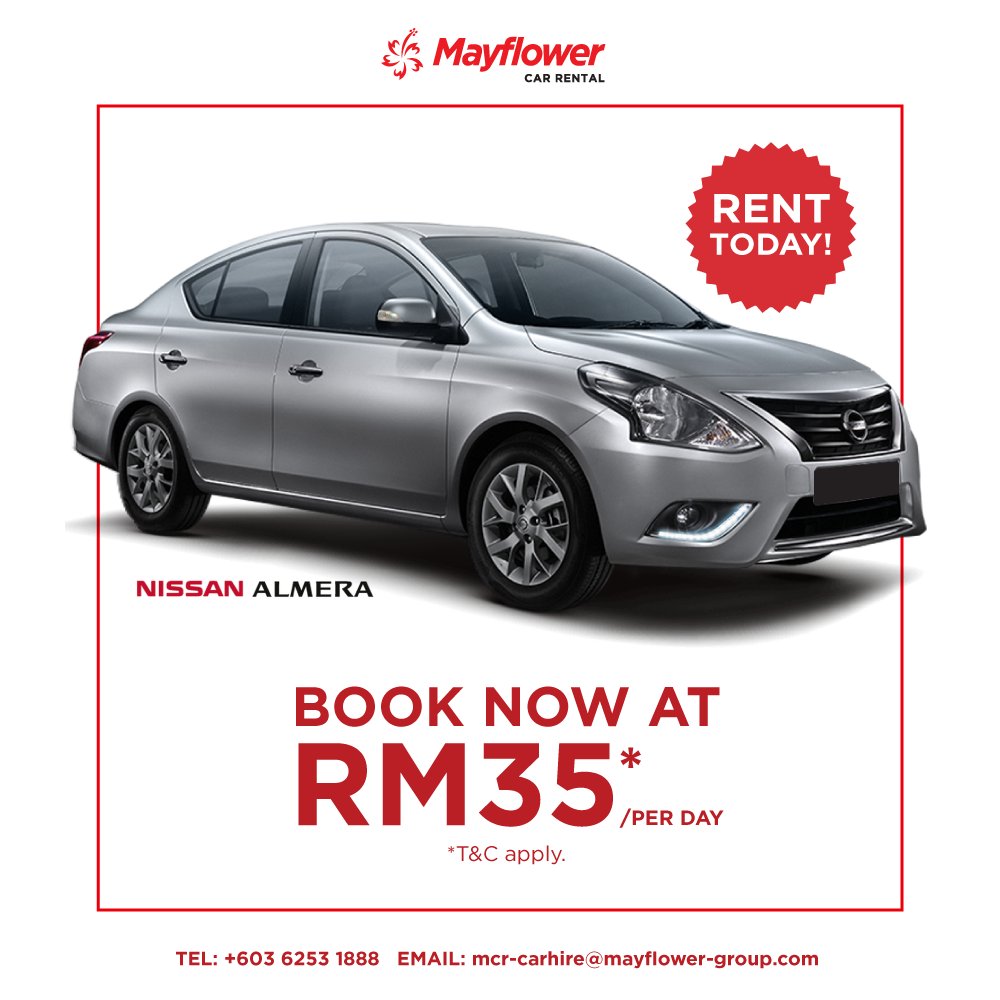 Mayflower
CAR RENTAL
RENT
TODAY!
NISSAN ALMERA
BOOK NOW AT
RM35*
/PER DAY
*T&C apply.
TEL: +603 6253 1888 EMAIL: mcr-carhire@mayflower-group.com